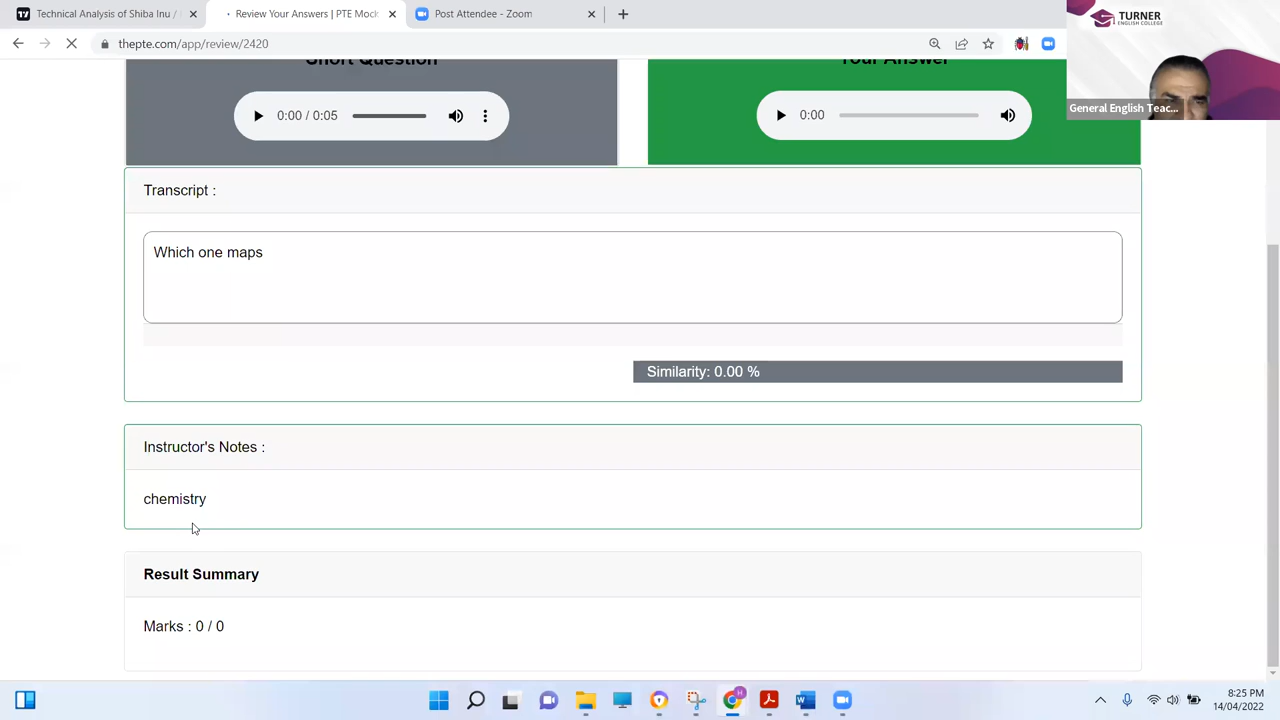 Technical Analysis of Shiba Inu /
Review Your Answers | PTE Mock
Post Attendee - Zoom
thepte.com/app/review/2420
TURNER
ENGLISH COLLEGE
General English Teac...
Short Question
Your Answer
0:00 / 0:05
0:00
Transcript :
Which one maps
Similarity: 0.00 %
Instructor's Notes :
chemistry
Result Summary
Marks : 0 / 0
8:25 PM
14/04/2022